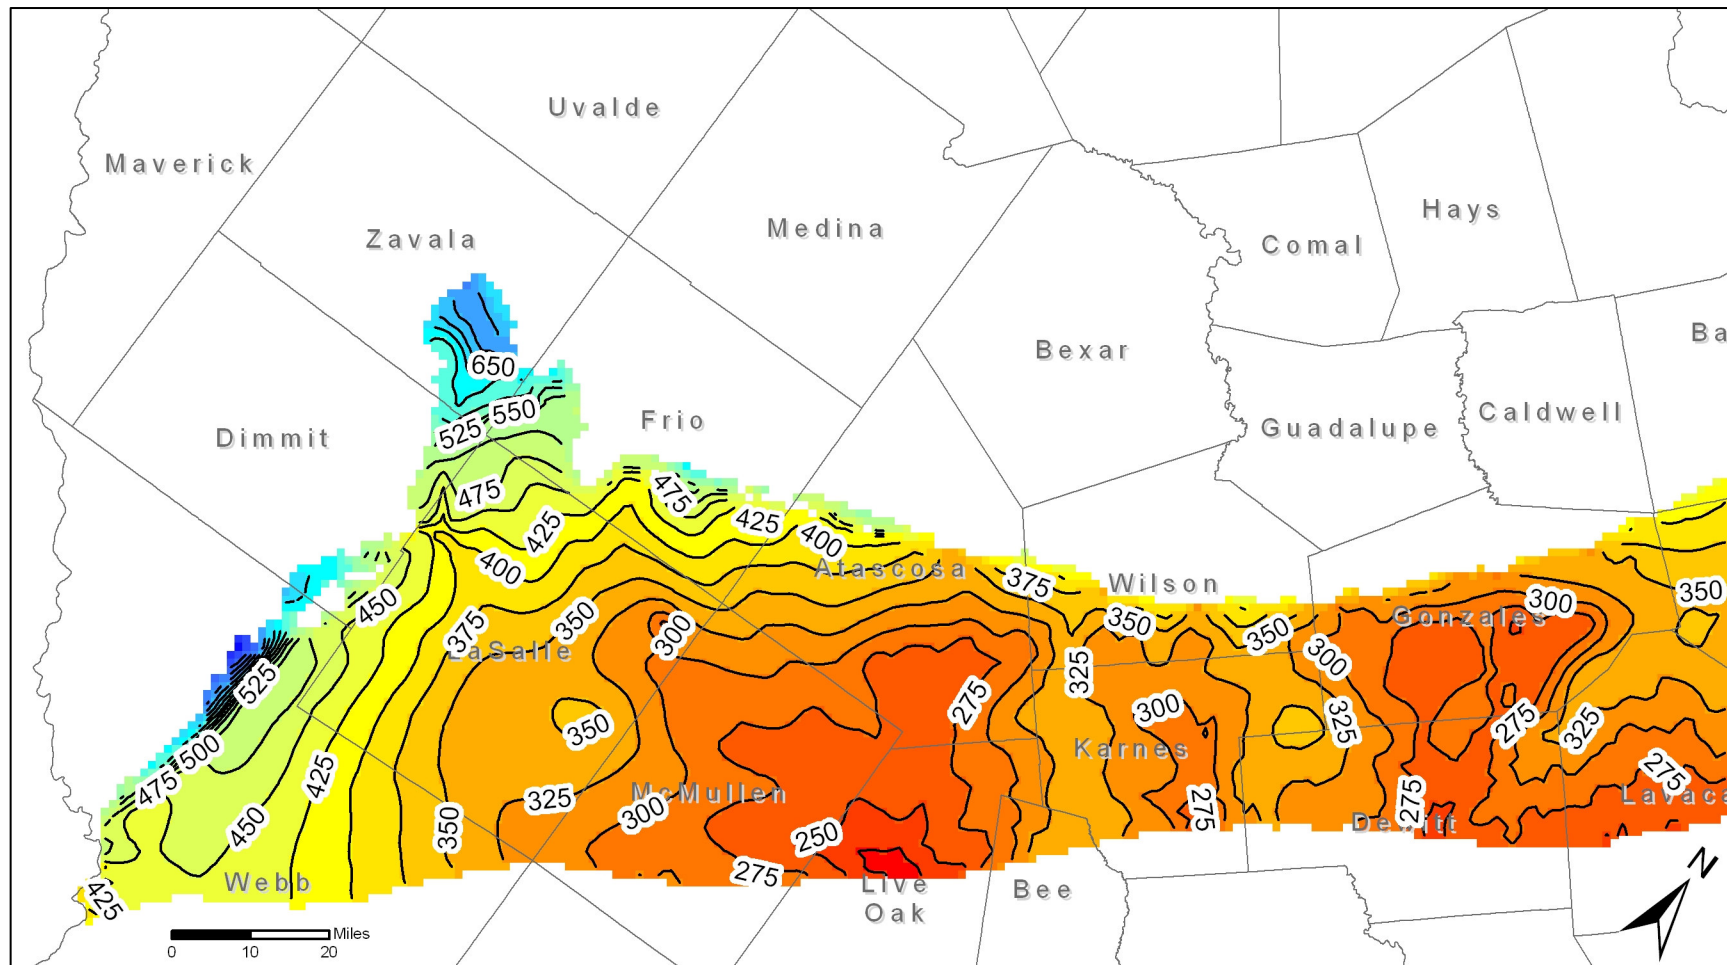 Uvalde
Maverick
Hays
Medina
Zavala
Comal
Ba
Bexar
650
550
Caldwell
Frio
525
Guadalupe
Dimmit
475
475
425
425
400
400
Atascosa
375
Wilson
350
450
300
350
350
300
Gonzales
375
350
325
300
LaSalle
525
275
300
350
325
275
325
500
Karnes
425
275
475
McMullen
325
Lavaca
350
300
275
275
450
250
Dewitt
275
Webb
Live
Oak
Bee
425
N
Miles
0 10 20